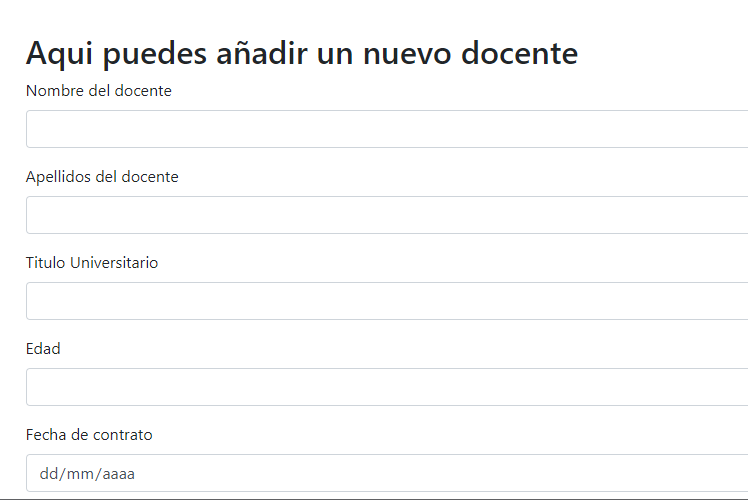 Aqui puedes añadir un nuevo docente
Nombre del docente
Apellidos del docente
Titulo Universitario
Edad
Fecha de contrato
dd/mm/aaaa